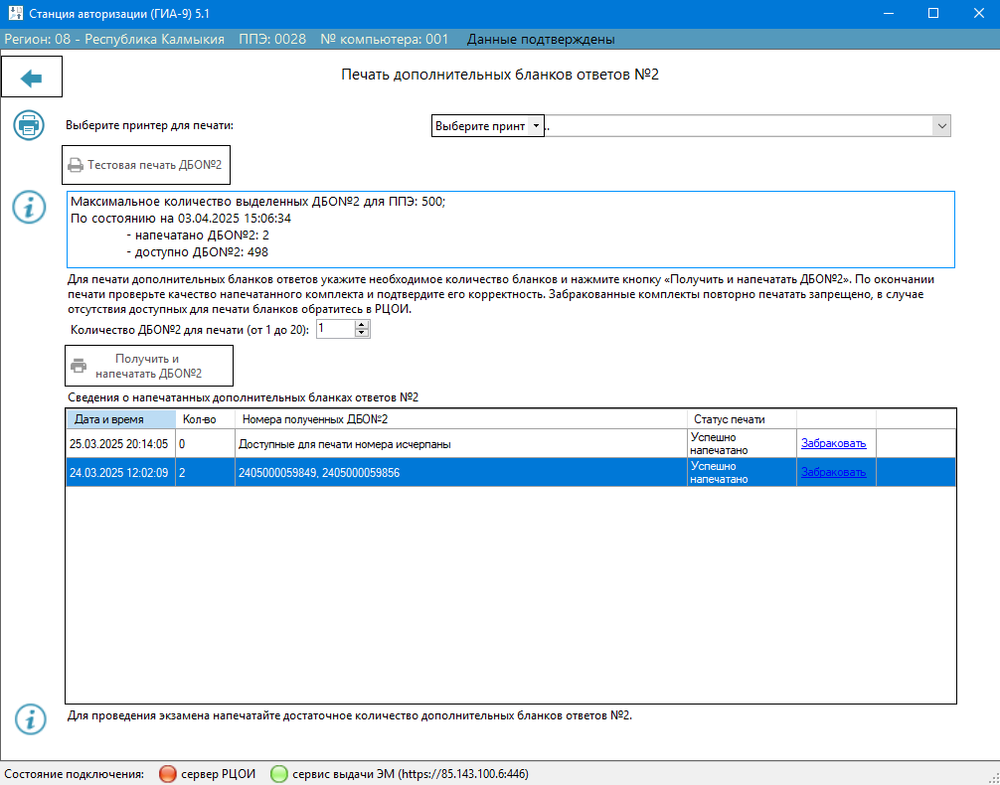 Станция авторизации (ГИА-9) 5.1
Регион: 08 - Республика Калмыкия ППЭ: 0028 № компьютера: 001 Данные подтверждены
Печать дополнительных бланков ответов №2
Выберите принтер для печати:
Выберите принт
Тестовая печать ДБО№2
Максимальное количество выделенных ДБО№2 для ППЭ: 500;
По состоянию на 03.04.2025 15:06:34
- напечатано ДБО№2: 2
- доступно ДБО№2: 498
Для печати дополнительных бланков ответов укажите необходимое количество бланков и нажмите кнопку «Получить и напечатать ДБО№2». По окончании
печати проверьте качество напечатанного комплекта и подтвердите его корректность. Забракованные комплекты повторно печатать запрещено, в случае
отсутствия доступных для печати бланков обратитесь в РЦОИ.
Количество ДБО№2 для печати (от 1 до 20): 1
Получить и
напечатать ДБО№2
Сведения о напечатанных дополнительных бланках ответов №2
Дата и время Кол-во Номера полученных ДБО№2 Статус печати
25.03.2025 20:14:05 0 Доступные для печати номера исчерпаны Успешно напечатано Забраковать
24.03.2025 12:02:09 2 2405000059849, 2405000059856 Успешно напечатано Забраковать
Для проведения экзамена напечатайте достаточное количество дополнительных бланков ответов №2.
Состояние подключения: сервер РЦОИ сервис выдачи ЭМ (https://85.143.100.6:446)